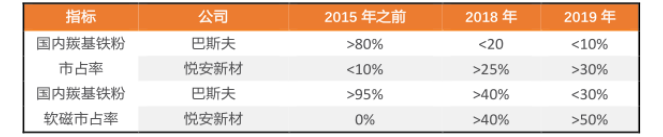 指标 公司 2015 年之前 2018 年 2019 年
国内羰基铁粉 巴斯夫 >80% <20 <10%
市占率 悦安新材 <10% >25% >30%
国内羰基铁粉 巴斯夫 >95% >40% <30%
软磁市占率 悦安新材 0% >40% >50%